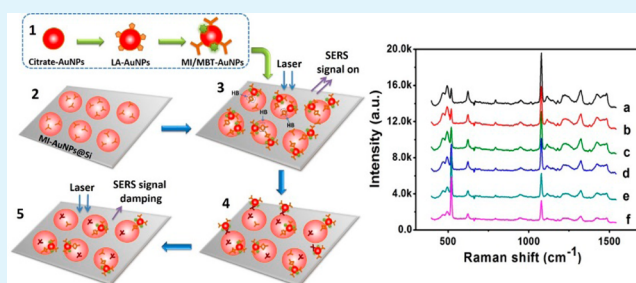 1
Citrate-AuNPs
LA-AuNPs
MI/MBT-AuNPs
2
MI-AuNPs@Si
3
Laser
SERS
signal on
HB
HB
HB
5
Laser
SERS signal
damping
4
20.0k
16.0k
12.0k
8.0k
4.0k
0.0
Intensity (a.u.)
a
b
c
d
e
f
500
1000
1500
Raman shift (cm⁻¹)